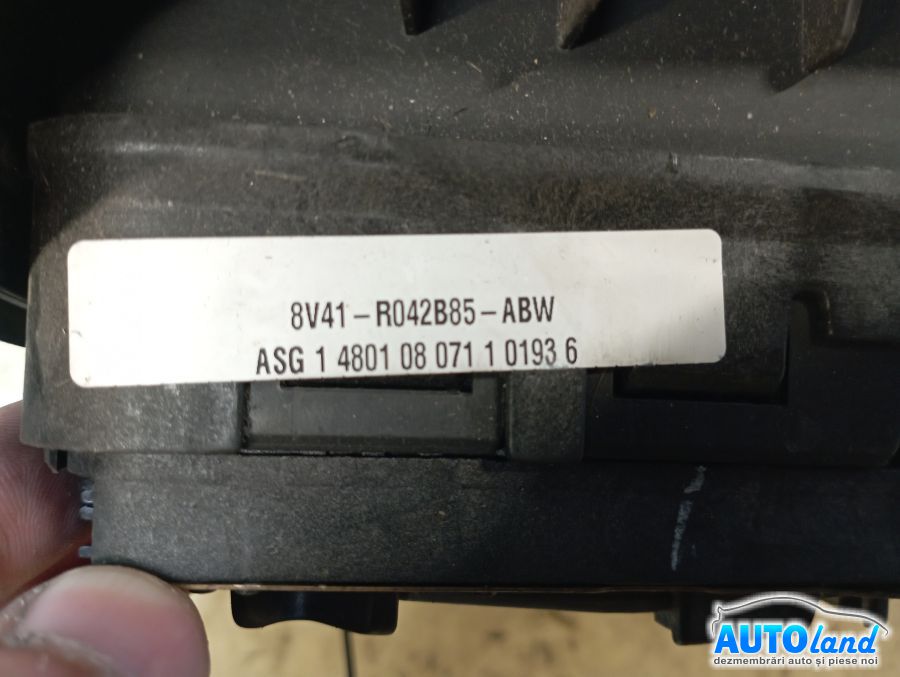 8V41-R042B85-ABW
ASG 1 4801 08 071 1 0193 6
AUTOland
dezmembrări auto și piese noi